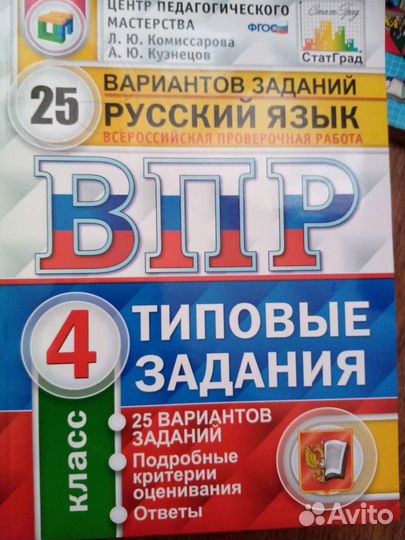 ЦЕНТР ПЕДАГОГИЧЕСКОГО
МАСТЕРСТВА
Л. Ю. Комиссарова
А. Ю. Кузнецов
ФГОС
СтатГрад
СтатГрад
25
ВАРИАНТОВ ЗАДАНИЙ
РУССКИЙ ЯЗЫК
ВСЕРОССИЙСКАЯ ПРОВЕРОЧНАЯ РАБОТА
ВПР
4
класс
ТИПОВЫЕ
ЗАДАНИЯ
• 25 ВАРИАНТОВ
ЗАДАНИЙ
• Подробные
критерии
оценивания
• Ответы
Avito